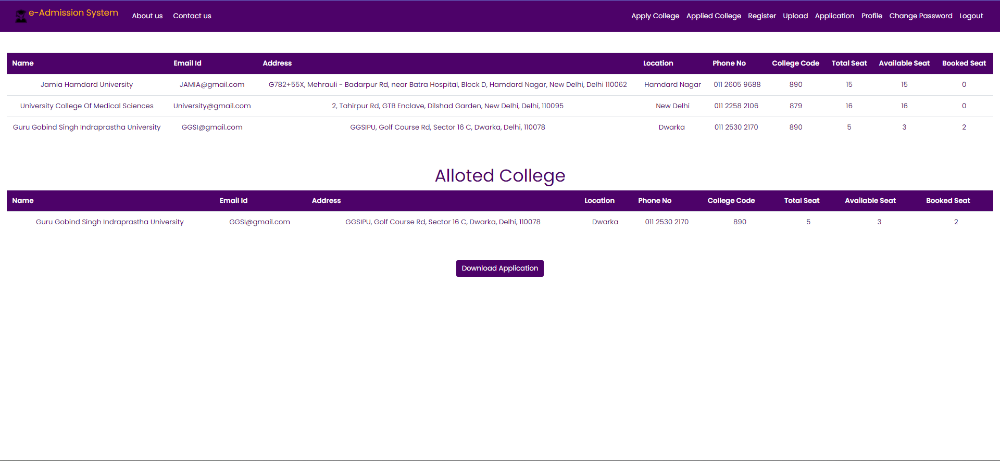 e-Admission System About us Contact us Apply College Applied College Register Upload Application Profile Change Password Logout
Name Email Id Address Location Phone No College Code Total Seat Available Seat Booked Seat
Jamia Hamdard University JAMIA@gmail.com G782+55X, Mehrauli - Badarpur Rd, near Batra Hospital, Block D, Hamdard Nagar, New Delhi, Delhi 110062 Hamdard Nagar 011 2605 9688 890 15 15 0
University College Of Medical Sciences University@gmail.com 2, Tahirpur Rd, GTB Enclave, Dilshad Garden, New Delhi, Delhi, 110095 New Delhi 011 2258 2106 879 16 16 0
Guru Gobind Singh Indraprastha University GGSI@gmail.com GGSIPU, Golf Course Rd, Sector 16 C, Dwarka, Delhi, 110078 Dwarka 011 2530 2170 890 5 3 2
Alloted College
Name Email Id Address Location Phone No College Code Total Seat Available Seat Booked Seat
Guru Gobind Singh Indraprastha University GGSI@gmail.com GGSIPU, Golf Course Rd, Sector 16 C, Dwarka, Delhi, 110078 Dwarka 011 2530 2170 890 5 3 2
Download Application